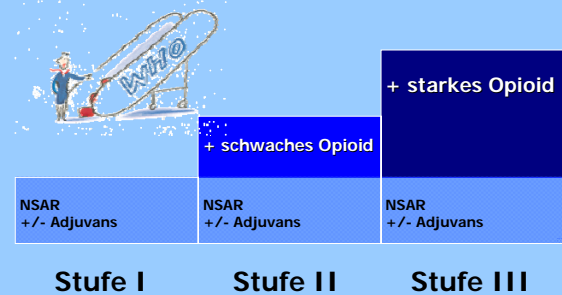 WHO
+ starkes Opioid
+ schwaches Opioid
NSAR
+/- Adjuvans
NSAR
+/- Adjuvans
NSAR
+/- Adjuvans
Stufe I
Stufe II
Stufe III